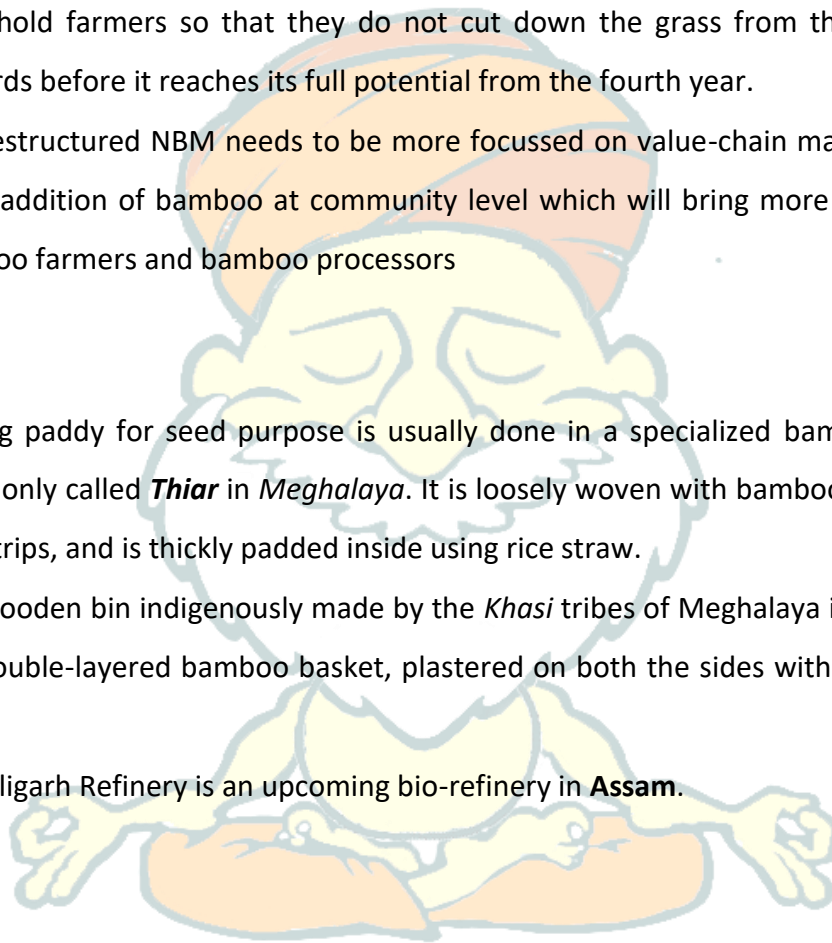 hold farmers so that they do not cut down the grass from th
rds before it reaches its full potential from the fourth year.
estructured NBM needs to be more focussed on value-chain ma
addition of bamboo at community level which will bring more
oo farmers and bamboo processors
g paddy for seed purpose is usually done in a specialized bam
only called Thiar in Meghalaya. It is loosely woven with bamboo
trips, and is thickly padded inside using rice straw.
ooden bin indigenously made by the Khasi tribes of Meghalaya i
ouble-layered bamboo basket, plastered on both the sides with
ligarh Refinery is an upcoming bio-refinery in Assam.